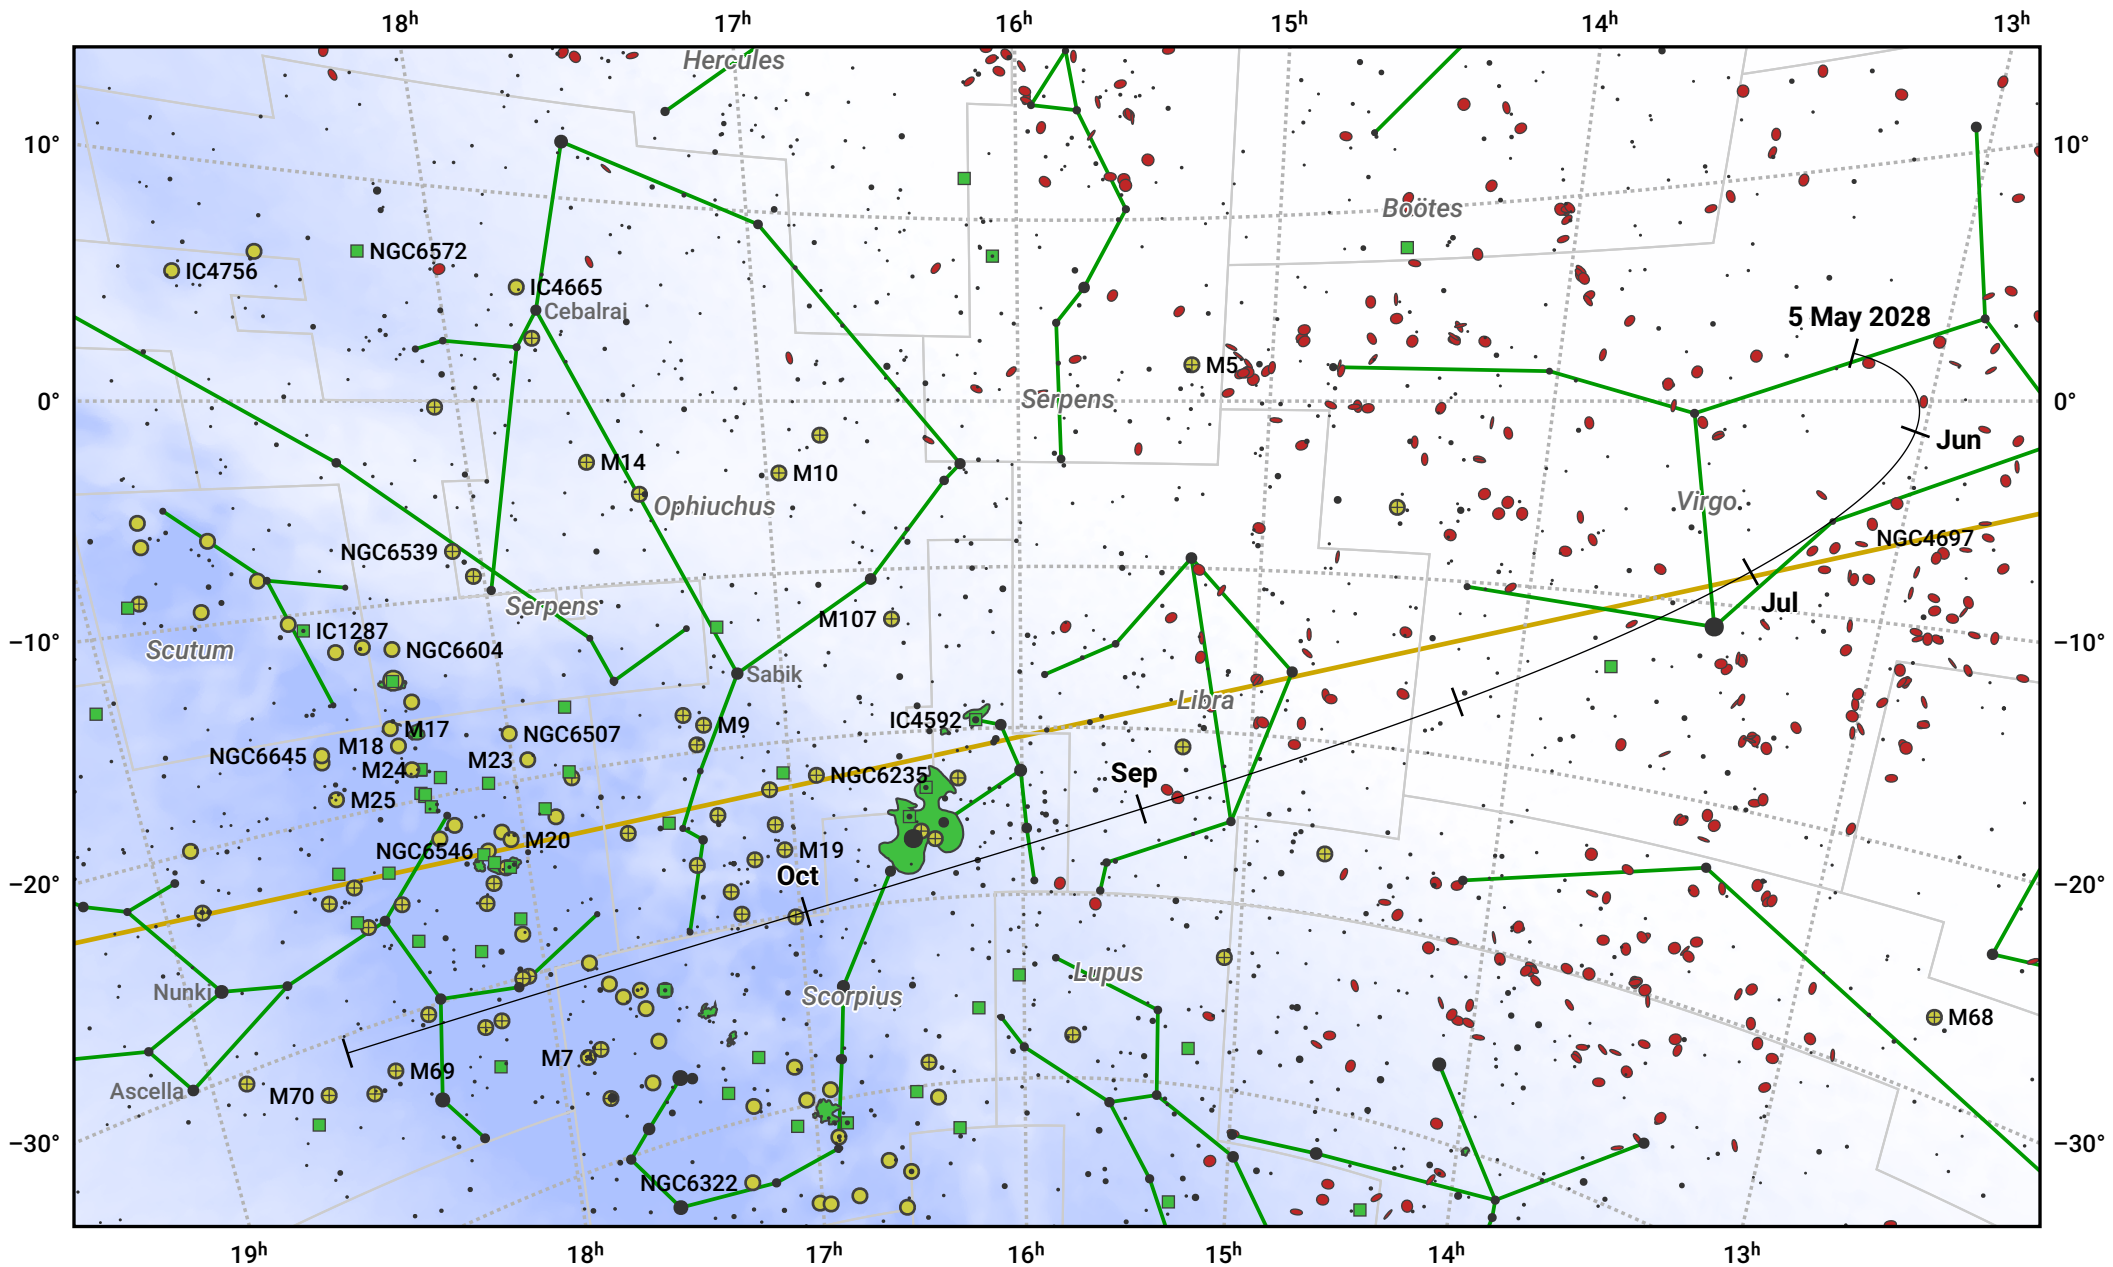 18h 17h 16h 15h 14h 13h
Hercules
10° 10°
Boötes
NGC6572
IC4756
IC4665
Cebalrai
5 May 2028
M5
0° Serpens 0°
Jun
M14
M10
Ophiuchus
Virgo
NGC4697
NGC6539
Serpens
Jul
M107
IC1287
−10° Scutum −10°
NGC6604
Sabik
Libra
IC4592
M9
M17
NGC6507
M18
NGC6645
M23
M24
Sep
NGC6235
M25
M20
NGC6546
M19
Oct
−20° −20°
Lupus
Nunki
Scorpius
M68
M7
M69
Ascella
M70
−30° −30°
NGC6322
19h 18h 17h 16h 15h 14h 13h